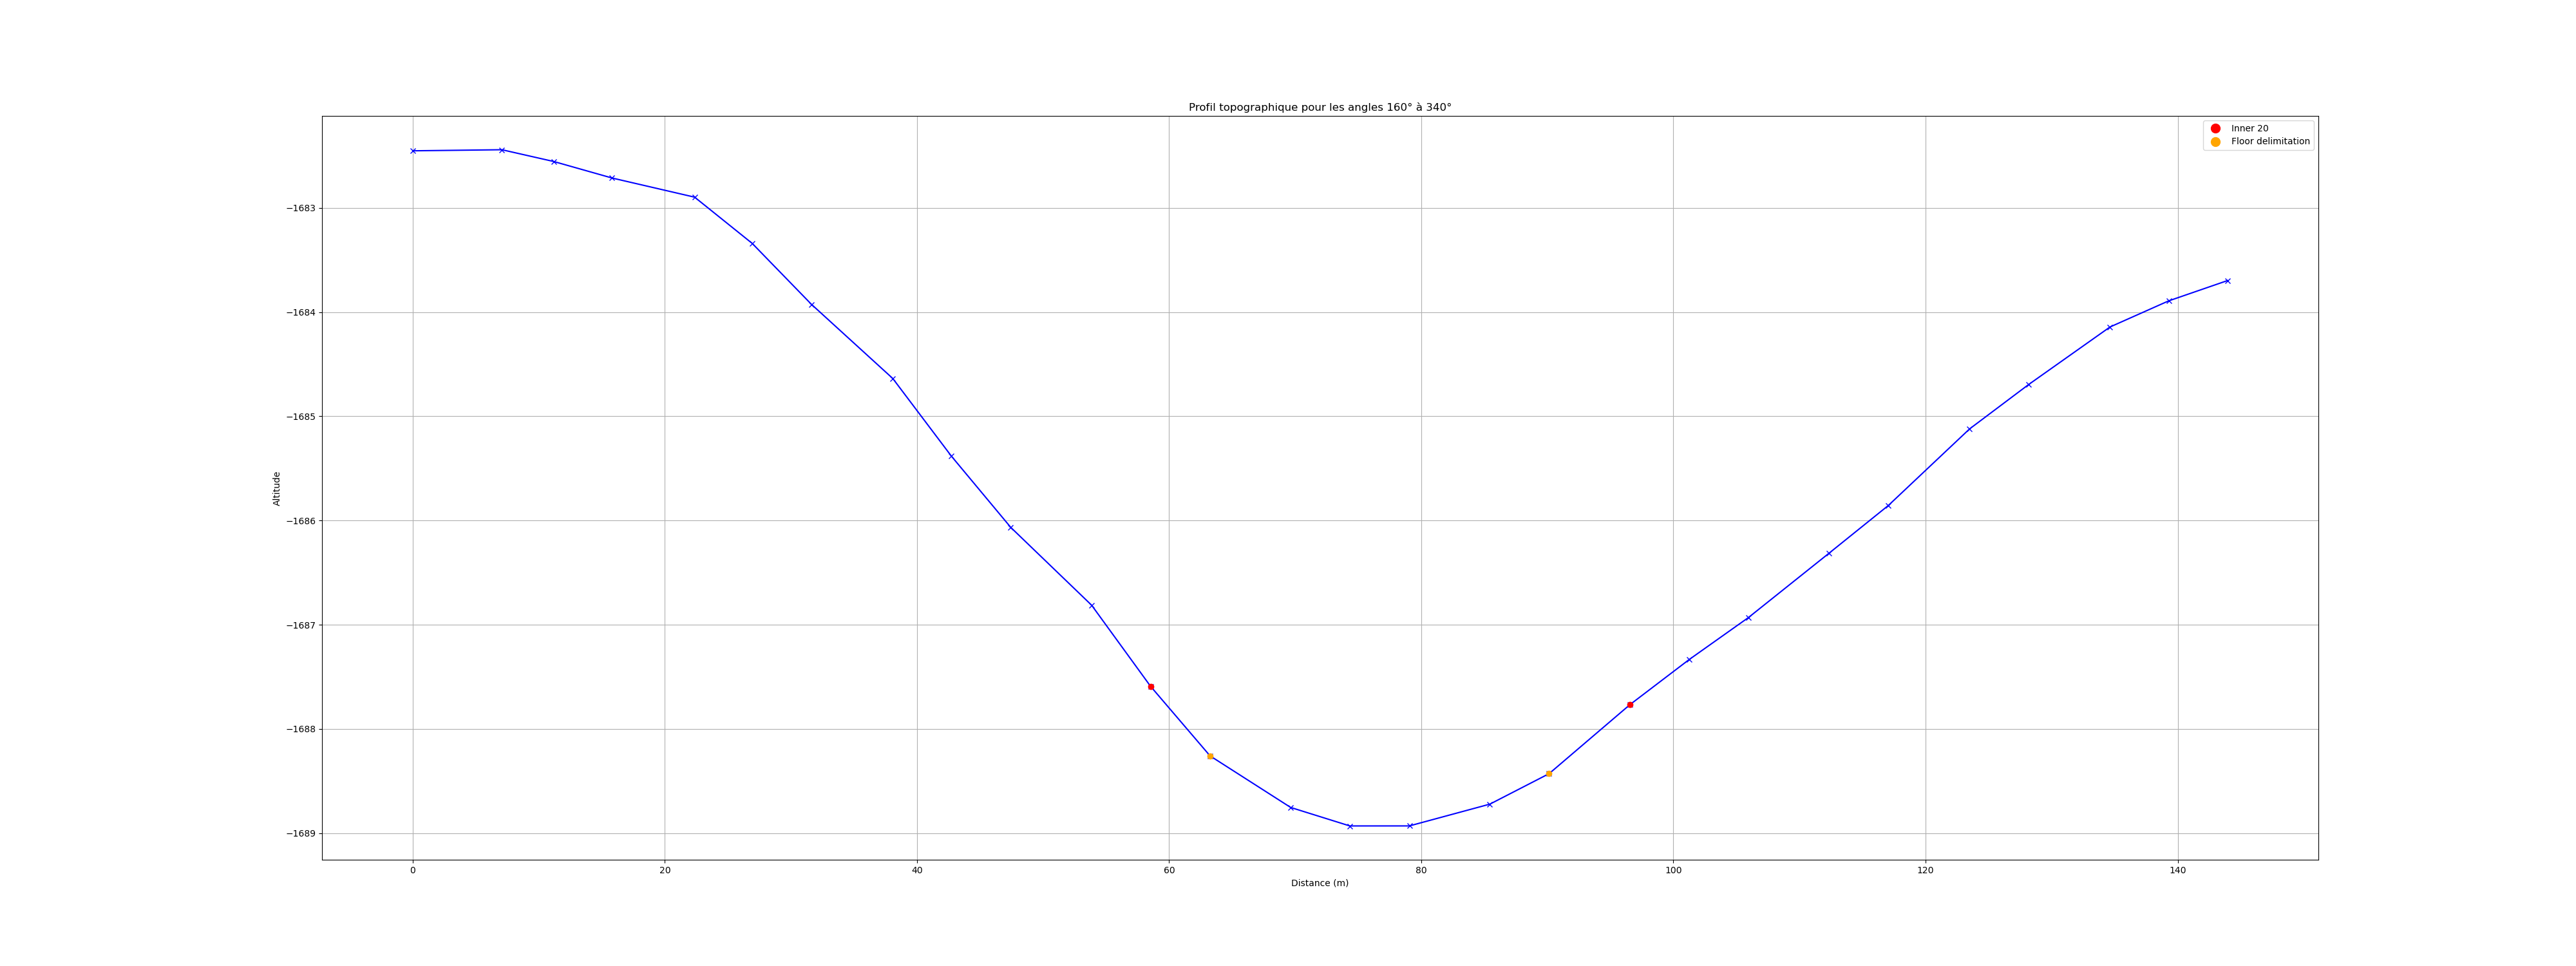 Profil topographique pour les angles 160° à 340°
Inner 20
Floor delimitation
Altitude
−1683
−1684
−1685
−1686
−1687
−1688
−1689
0 20 40 60 80 100 120 140
Distance (m)